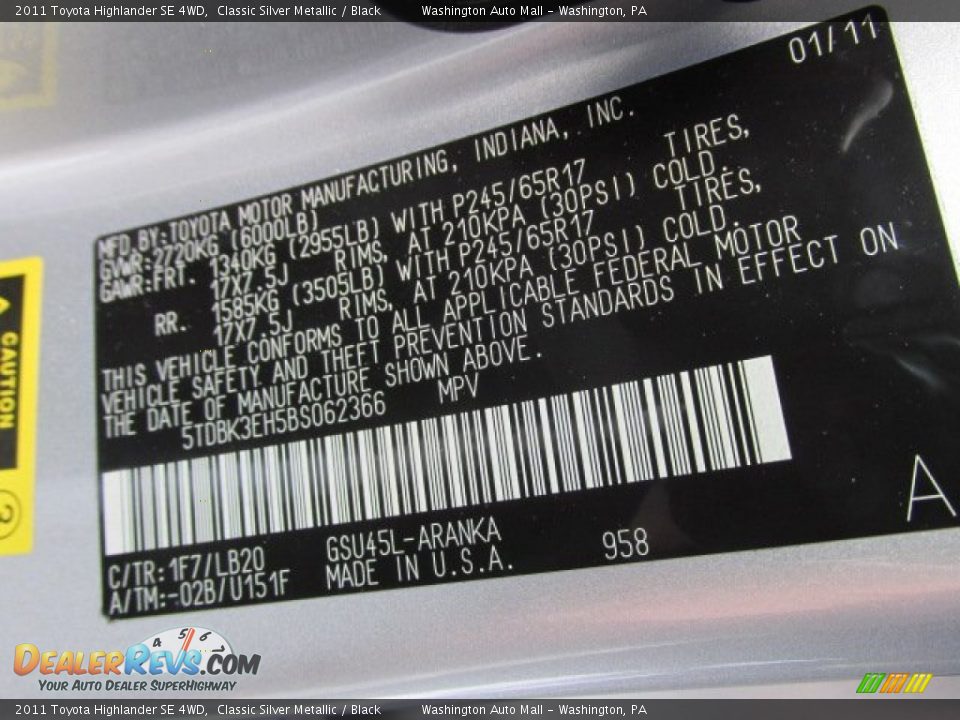 2011 Toyota Highlander SE 4WD,  Classic Silver Metallic / Black      Washington Auto Mall - Washington, PA
01/11
MFD.BY:TOYOTA MOTOR MANUFACTURING, INDIANA, INC.
GVWR:2720KG (6000LB)
GAWR:FRT. 1340KG (2955LB) WITH P245/65R17 TIRES,
17X7.5J RIMS, AT 210KPA (30PSI) COLD.
RR. 1585KG (3505LB) WITH P245/65R17 TIRES,
17X7.5J RIMS, AT 210KPA (30PSI) COLD.
THIS VEHICLE CONFORMS TO ALL APPLICABLE FEDERAL MOTOR
VEHICLE SAFETY AND THEFT PREVENTION STANDARDS IN EFFECT ON
THE DATE OF MANUFACTURE SHOWN ABOVE.
5TDBK3EH5BS062366 MPV
C/TR:1F7/LB20 GSU45L-ARANKA 958
A/TM:-02B/U151F MADE IN U.S.A.
A
CAUTION
2
4 5 6
DEALERREVS.COM
YOUR AUTO DEALER SUPERHIGHWAY
2011 Toyota Highlander SE 4WD,  Classic Silver Metallic / Black      Washington Auto Mall - Washington, PA